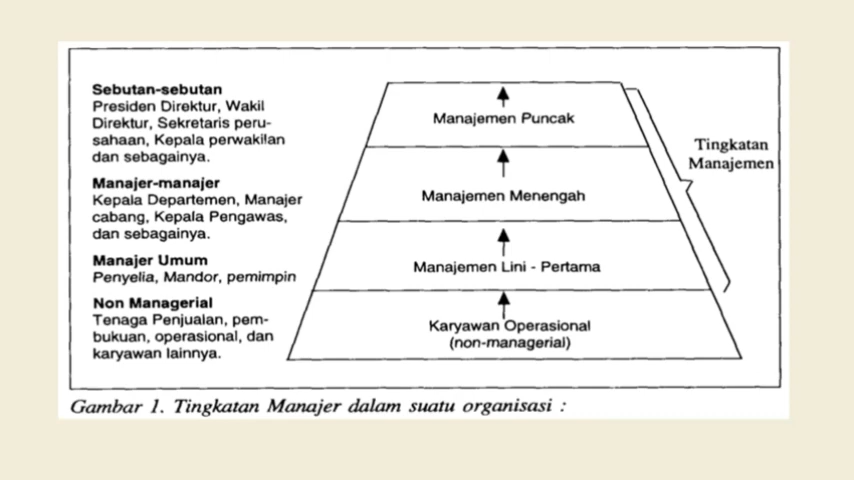 Sebutan-sebutan
Presiden Direktur, Wakil
Direktur, Sekretaris peru-
sahaan, Kepala perwakilan
dan sebagainya.
Manajer-manajer
Kepala Departemen, Manajer
cabang, Kepala Pengawas,
dan sebagainya.
Manajer Umum
Penyelia, Mandor, pemimpin
Non Managerial
Tenaga Penjualan, pem-
bukuan, operasional, dan
karyawan lainnya.
Manajemen Puncak
Manajemen Menengah
Manajemen Lini - Pertama
Karyawan Operasional
(non-managerial)
Tingkatan
Manajemen
Gambar 1. Tingkatan Manajer dalam suatu organisasi :